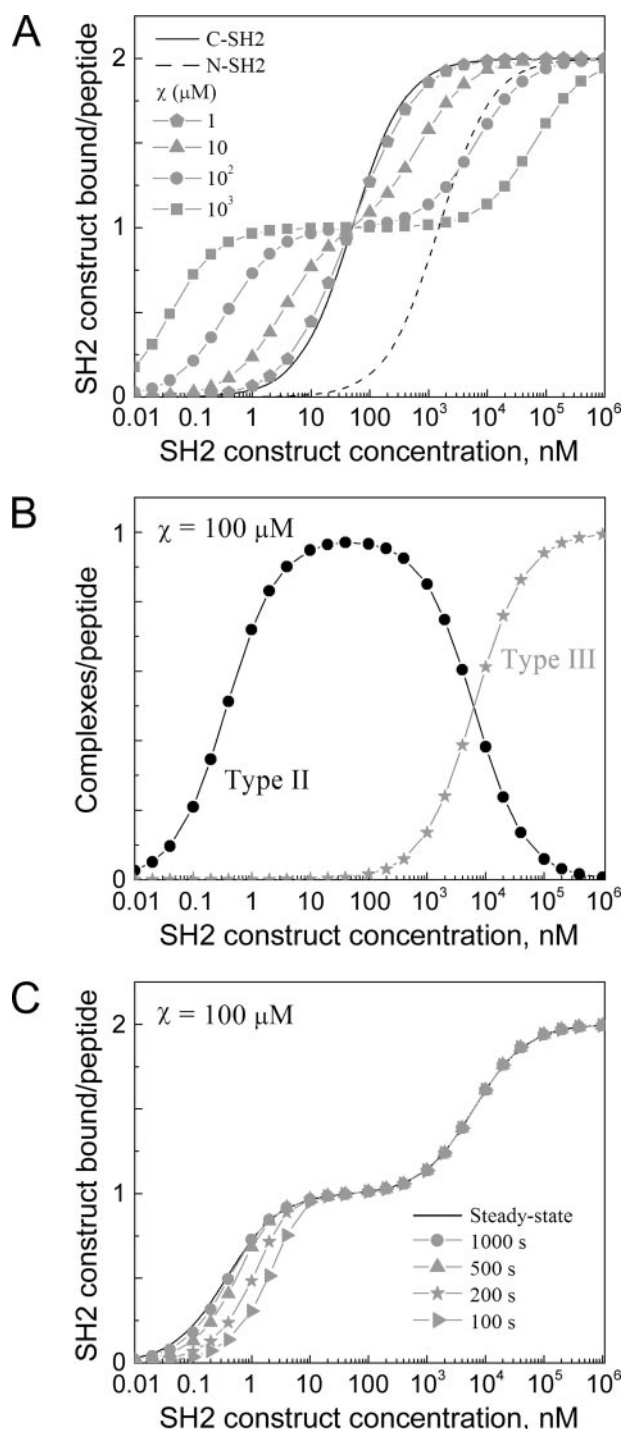 A
C-SH2
N-SH2
χ (μM)
1
10
10²
10³
SH2 construct bound/peptide
2
1
0
0.01 0.1 1 10 100 10³ 10⁴ 10⁵ 10⁶
SH2 construct concentration, nM
B
χ = 100 μM
Type II
Type III
Complexes/peptide
1
0
0.01 0.1 1 10 100 10³ 10⁴ 10⁵ 10⁶
SH2 construct concentration, nM
C
χ = 100 μM
Steady-state
1000 s
500 s
200 s
100 s
SH2 construct bound/peptide
2
1
0
0.01 0.1 1 10 100 10³ 10⁴ 10⁵ 10⁶
SH2 construct concentration, nM